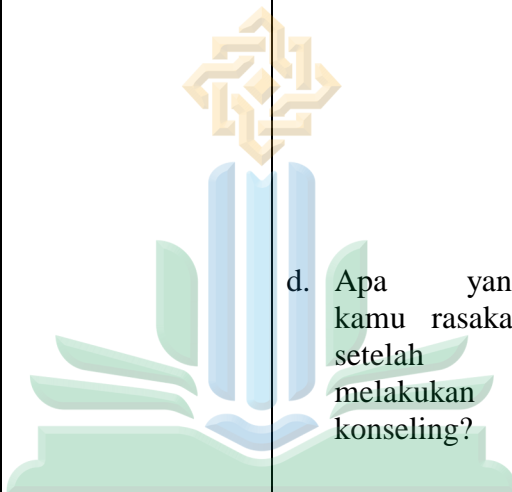 d. Apa yan
kamu rasaka
setelah
melakukan
konseling?